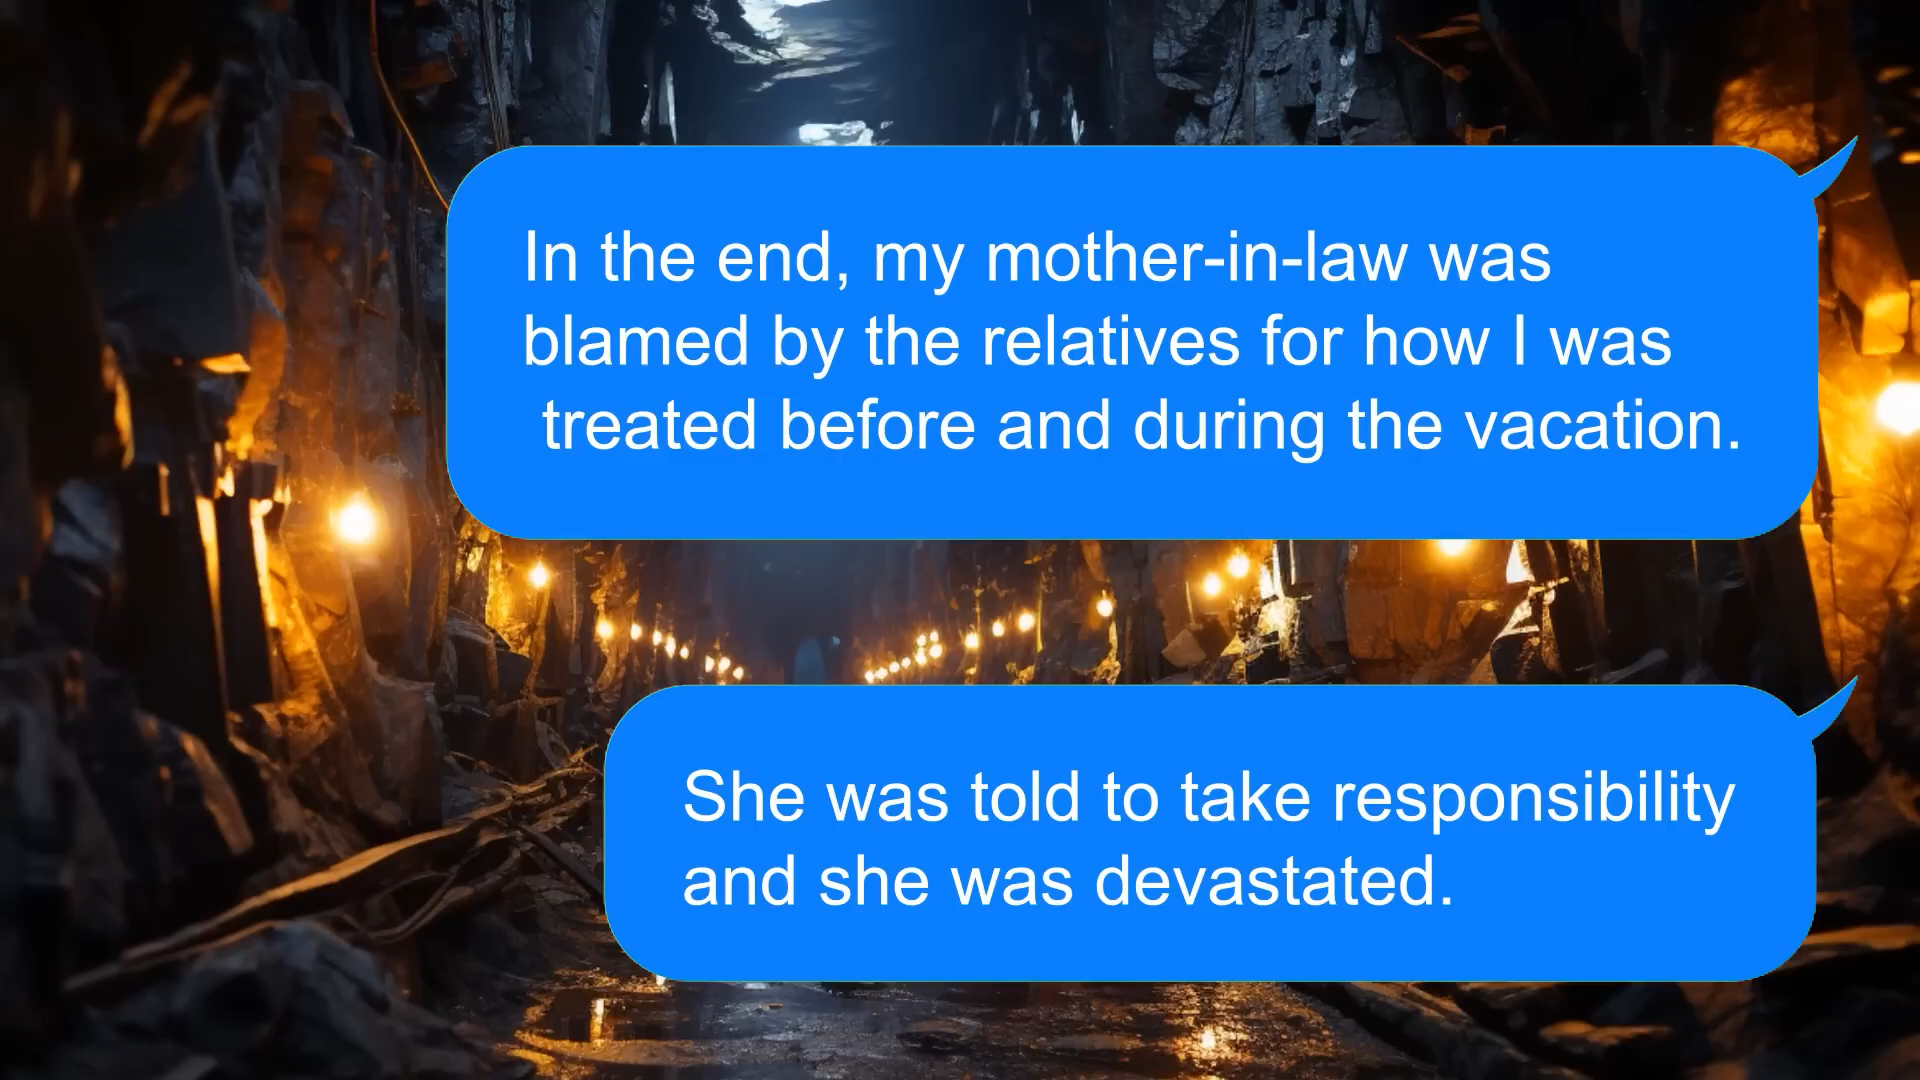 In the end, my mother-in-law was
blamed by the relatives for how I was
treated before and during the vacation.
She was told to take responsibility
and she was devastated.